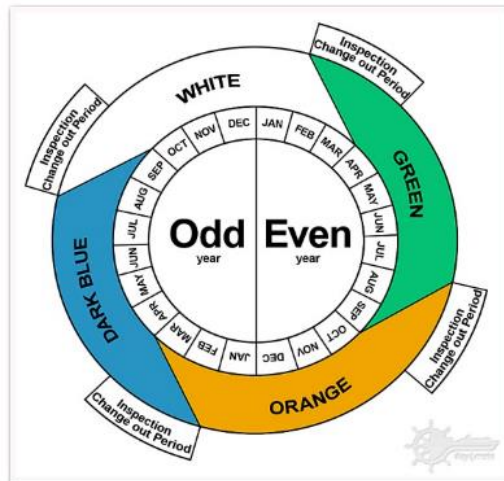 WHITE
GREEN
ORANGE
DARK BLUE
Inspection
Change out Period
Inspection
Change out Period
Inspection
Change out Period
Inspection
Change out Period
JAN
FEB
MAR
APR
MAY
JUN
JUL
AUG
SEP
OCT
NOV
DEC
JAN
FEB
MAR
APR
MAY
JUN
JUL
AUG
SEP
OCT
NOV
DEC
Odd
year
Even
year